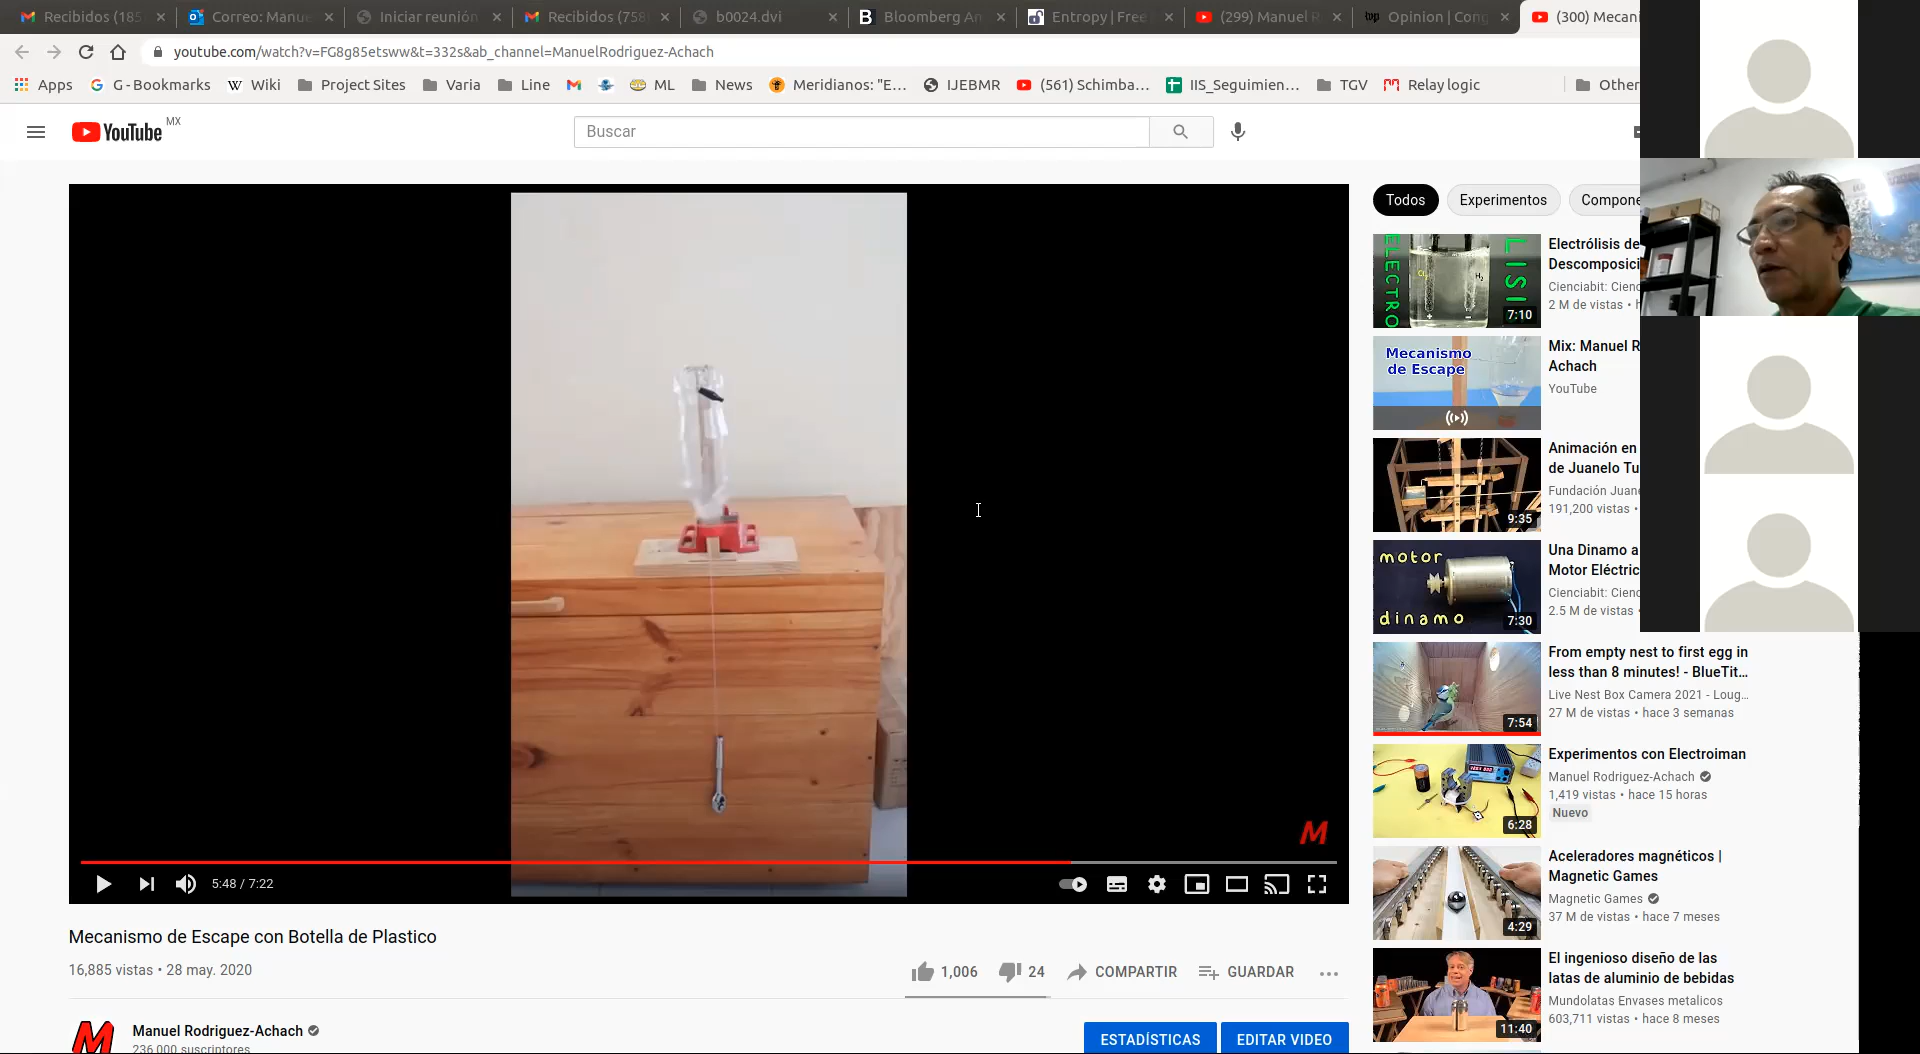 Recibidos (185
Correo: Manue
Iniciar reunión
Recibidos (758
b0024.dvi
Bloomberg An
Entropy | Free
(299) Manuel R
Opinion | Cong
(300) Mecani
youtube.com/watch?v=FG8g85etsww&t=332s&ab_channel=ManuelRodriguez-Achach
Apps
G - Bookmarks
Wiki
Project Sites
Varia
Line
ML
News
Meridianos: "E...
IJEBMR
(561) Schimba...
IIS_Seguimien...
TGV
Relay logic
Other
YouTube MX
Buscar
Todos
Experimentos
Compone
ELECTRO
LISI
Cl₂
H₂
7:10
Electrólisis de
Descomposici
Cienciabit: Cienc
2 M de vistas • h
Mecanismo
de Escape
Mix: Manuel R
Achach
YouTube
9:35
Animación en
de Juanelo Tu
Fundación Juane
191,200 vistas •
motor
dinamo
7:30
Una Dinamo a
Motor Eléctric
Cienciabit: Cienc
2.5 M de vistas
7:54
From empty nest to first egg in
less than 8 minutes! - BlueTit...
Live Nest Box Camera 2021 - Loug...
27 M de vistas • hace 3 semanas
6:28
Experimentos con Electroiman
Manuel Rodriguez-Achach
1,419 vistas • hace 15 horas
Nuevo
4:29
Aceleradores magnéticos |
Magnetic Games
Magnetic Games
37 M de vistas • hace 7 meses
11:40
El ingenioso diseño de las
latas de aluminio de bebidas
Mundolatas Envases metalicos
603,711 vistas • hace 8 meses
M
5:48 / 7:22
Mecanismo de Escape con Botella de Plastico
16,885 vistas • 28 may. 2020
1,006
24
COMPARTIR
GUARDAR
M
Manuel Rodriguez-Achach
236,000 suscriptores
ESTADÍSTICAS
EDITAR VIDEO